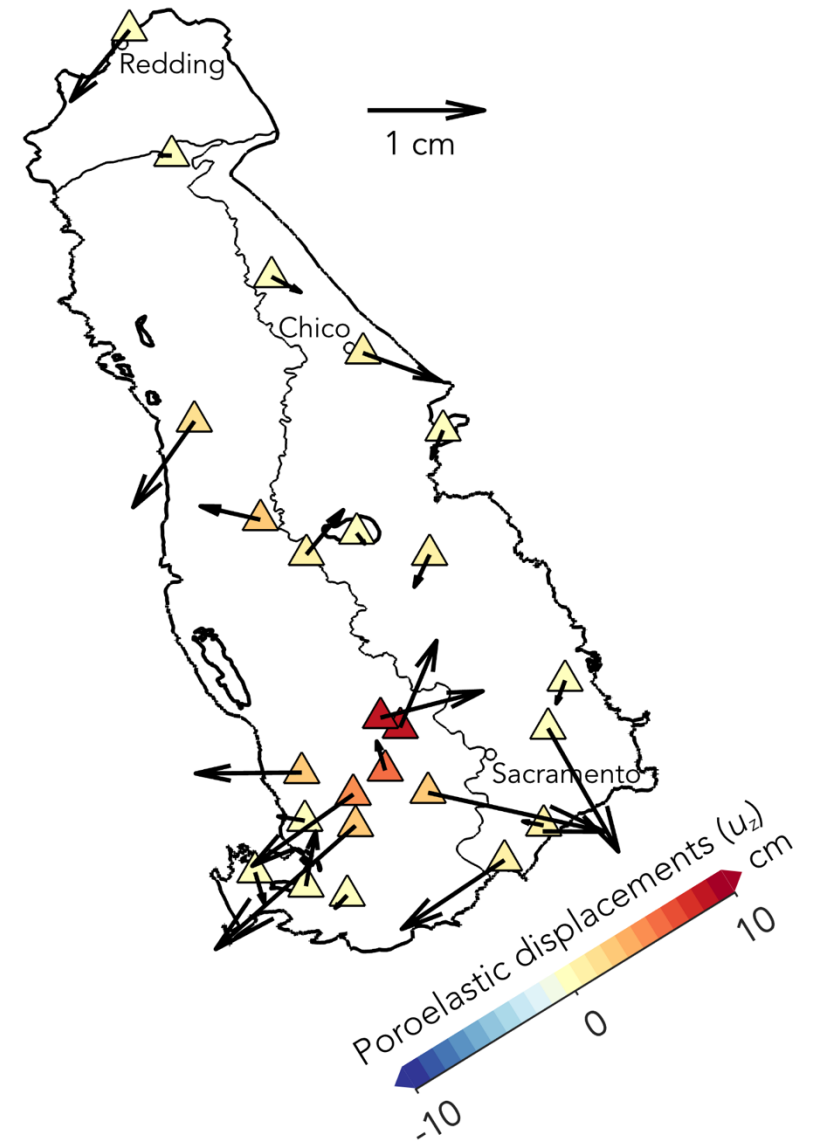 Redding
1 cm
Chico
Sacramento
Poroelastic displacements (uz)
cm
10
0
-10